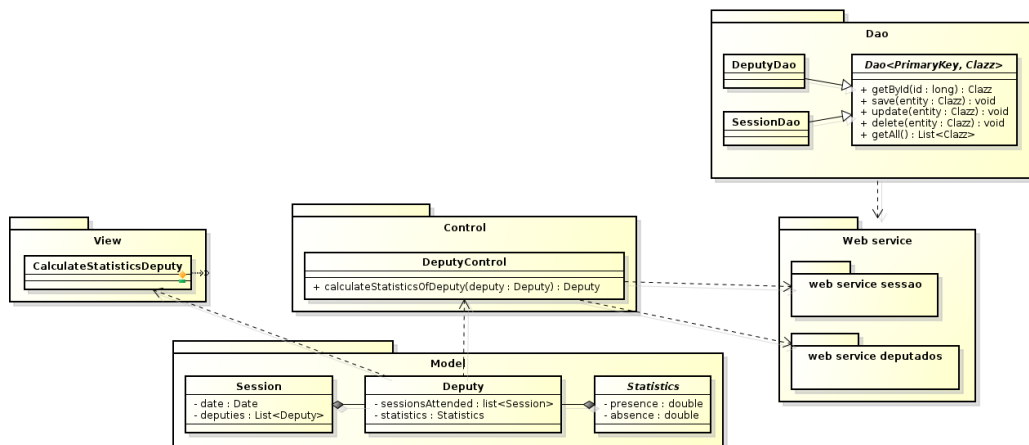 Dao
DeputyDao
Dao<PrimaryKey, Clazz>
+ getById(id : long) : Clazz
+ save(entity : Clazz) : void
+ update(entity : Clazz) : void
+ delete(entity : Clazz) : void
+ getAll() : List<Clazz>
SessionDao
View
CalculateStatisticsDeputy
Control
DeputyControl
+ calculateStatisticsOfDeputy(deputy : Deputy) : Deputy
Web service
web service sessao
web service deputados
Model
Session
- date : Date
- deputies : List<Deputy>
Deputy
- sessionsAttended : list<Session>
- statistics : Statistics
Statistics
- presence : double
- absence : double